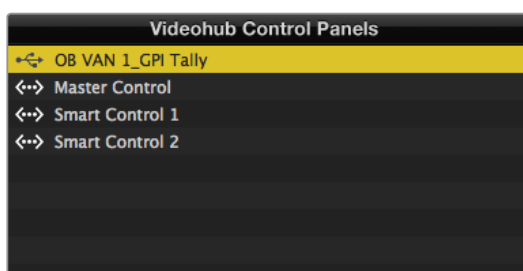 Videohub Control Panels
OB VAN 1_GPI Tally
Master Control
Smart Control 1
Smart Control 2